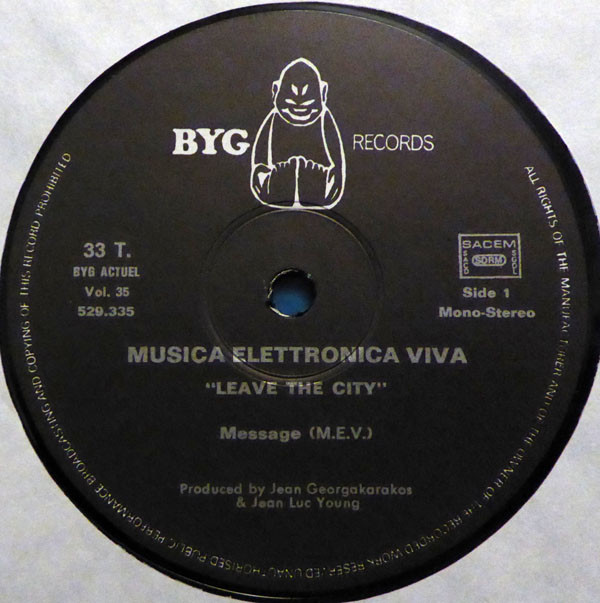 BYG RECORDS
33 T.
BYG ACTUEL
Vol. 35
529.335
SACEM
SACD SDRM SGDL
Side 1
Mono-Stereo
MUSICA ELETTRONICA VIVA
"LEAVE THE CITY"
Message (M.E.V.)
Produced by Jean Georgakarakos
& Jean Luc Young
ALL RIGHTS OF THE MANUFACTURER AND OF THE OWNER OF THE RECORDED WORK RESERVED UNAUTHORISED PUBLIC PERFORMANCE BROADCASTING AND COPYING OF THIS RECORD PROHIBITED